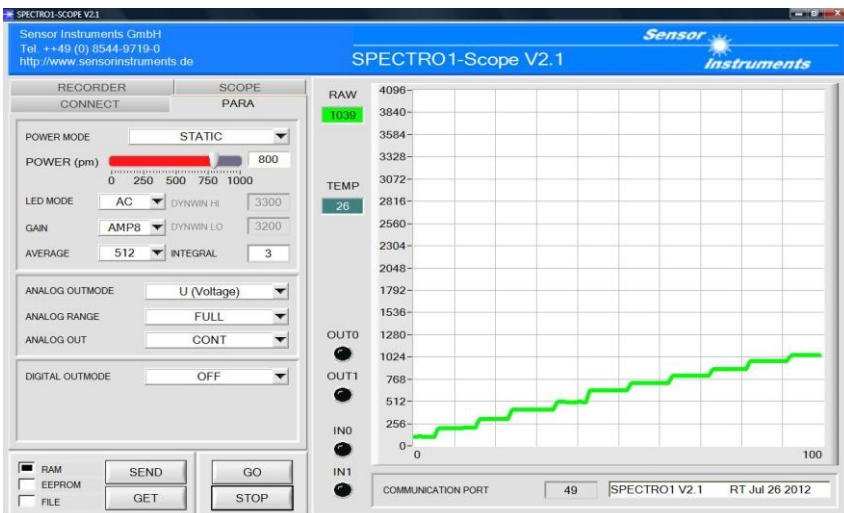 SPECTRO1-SCOPE V2.1
Sensor Instruments GmbH
Tel. ++49 (0) 8544-9719-0
http://www.sensorinstruments.de
SPECTRO1-Scope V2.1
Sensor
Instruments
RECORDER SCOPE
CONNECT PARA
POWER MODE STATIC
POWER (pm) 800
0 250 500 750 1000
LED MODE AC DYNWIN HI 3300
GAIN AMP8 DYNWIN LO 3200
AVERAGE 512 INTEGRAL 3
ANALOG OUTMODE U (Voltage)
ANALOG RANGE FULL
ANALOG OUT CONT
DIGITAL OUTMODE OFF
RAM
EEPROM
FILE
SEND GO
GET STOP
RAW
1039
TEMP
26
OUT0
OUT1
IN0
IN1
4096
3840
3584
3328
3072
2816
2560
2304
2048
1792
1536
1280
1024
768
512
256
0
0 100
COMMUNICATION PORT 49 SPECTRO1 V2.1 RT Jul 26 2012